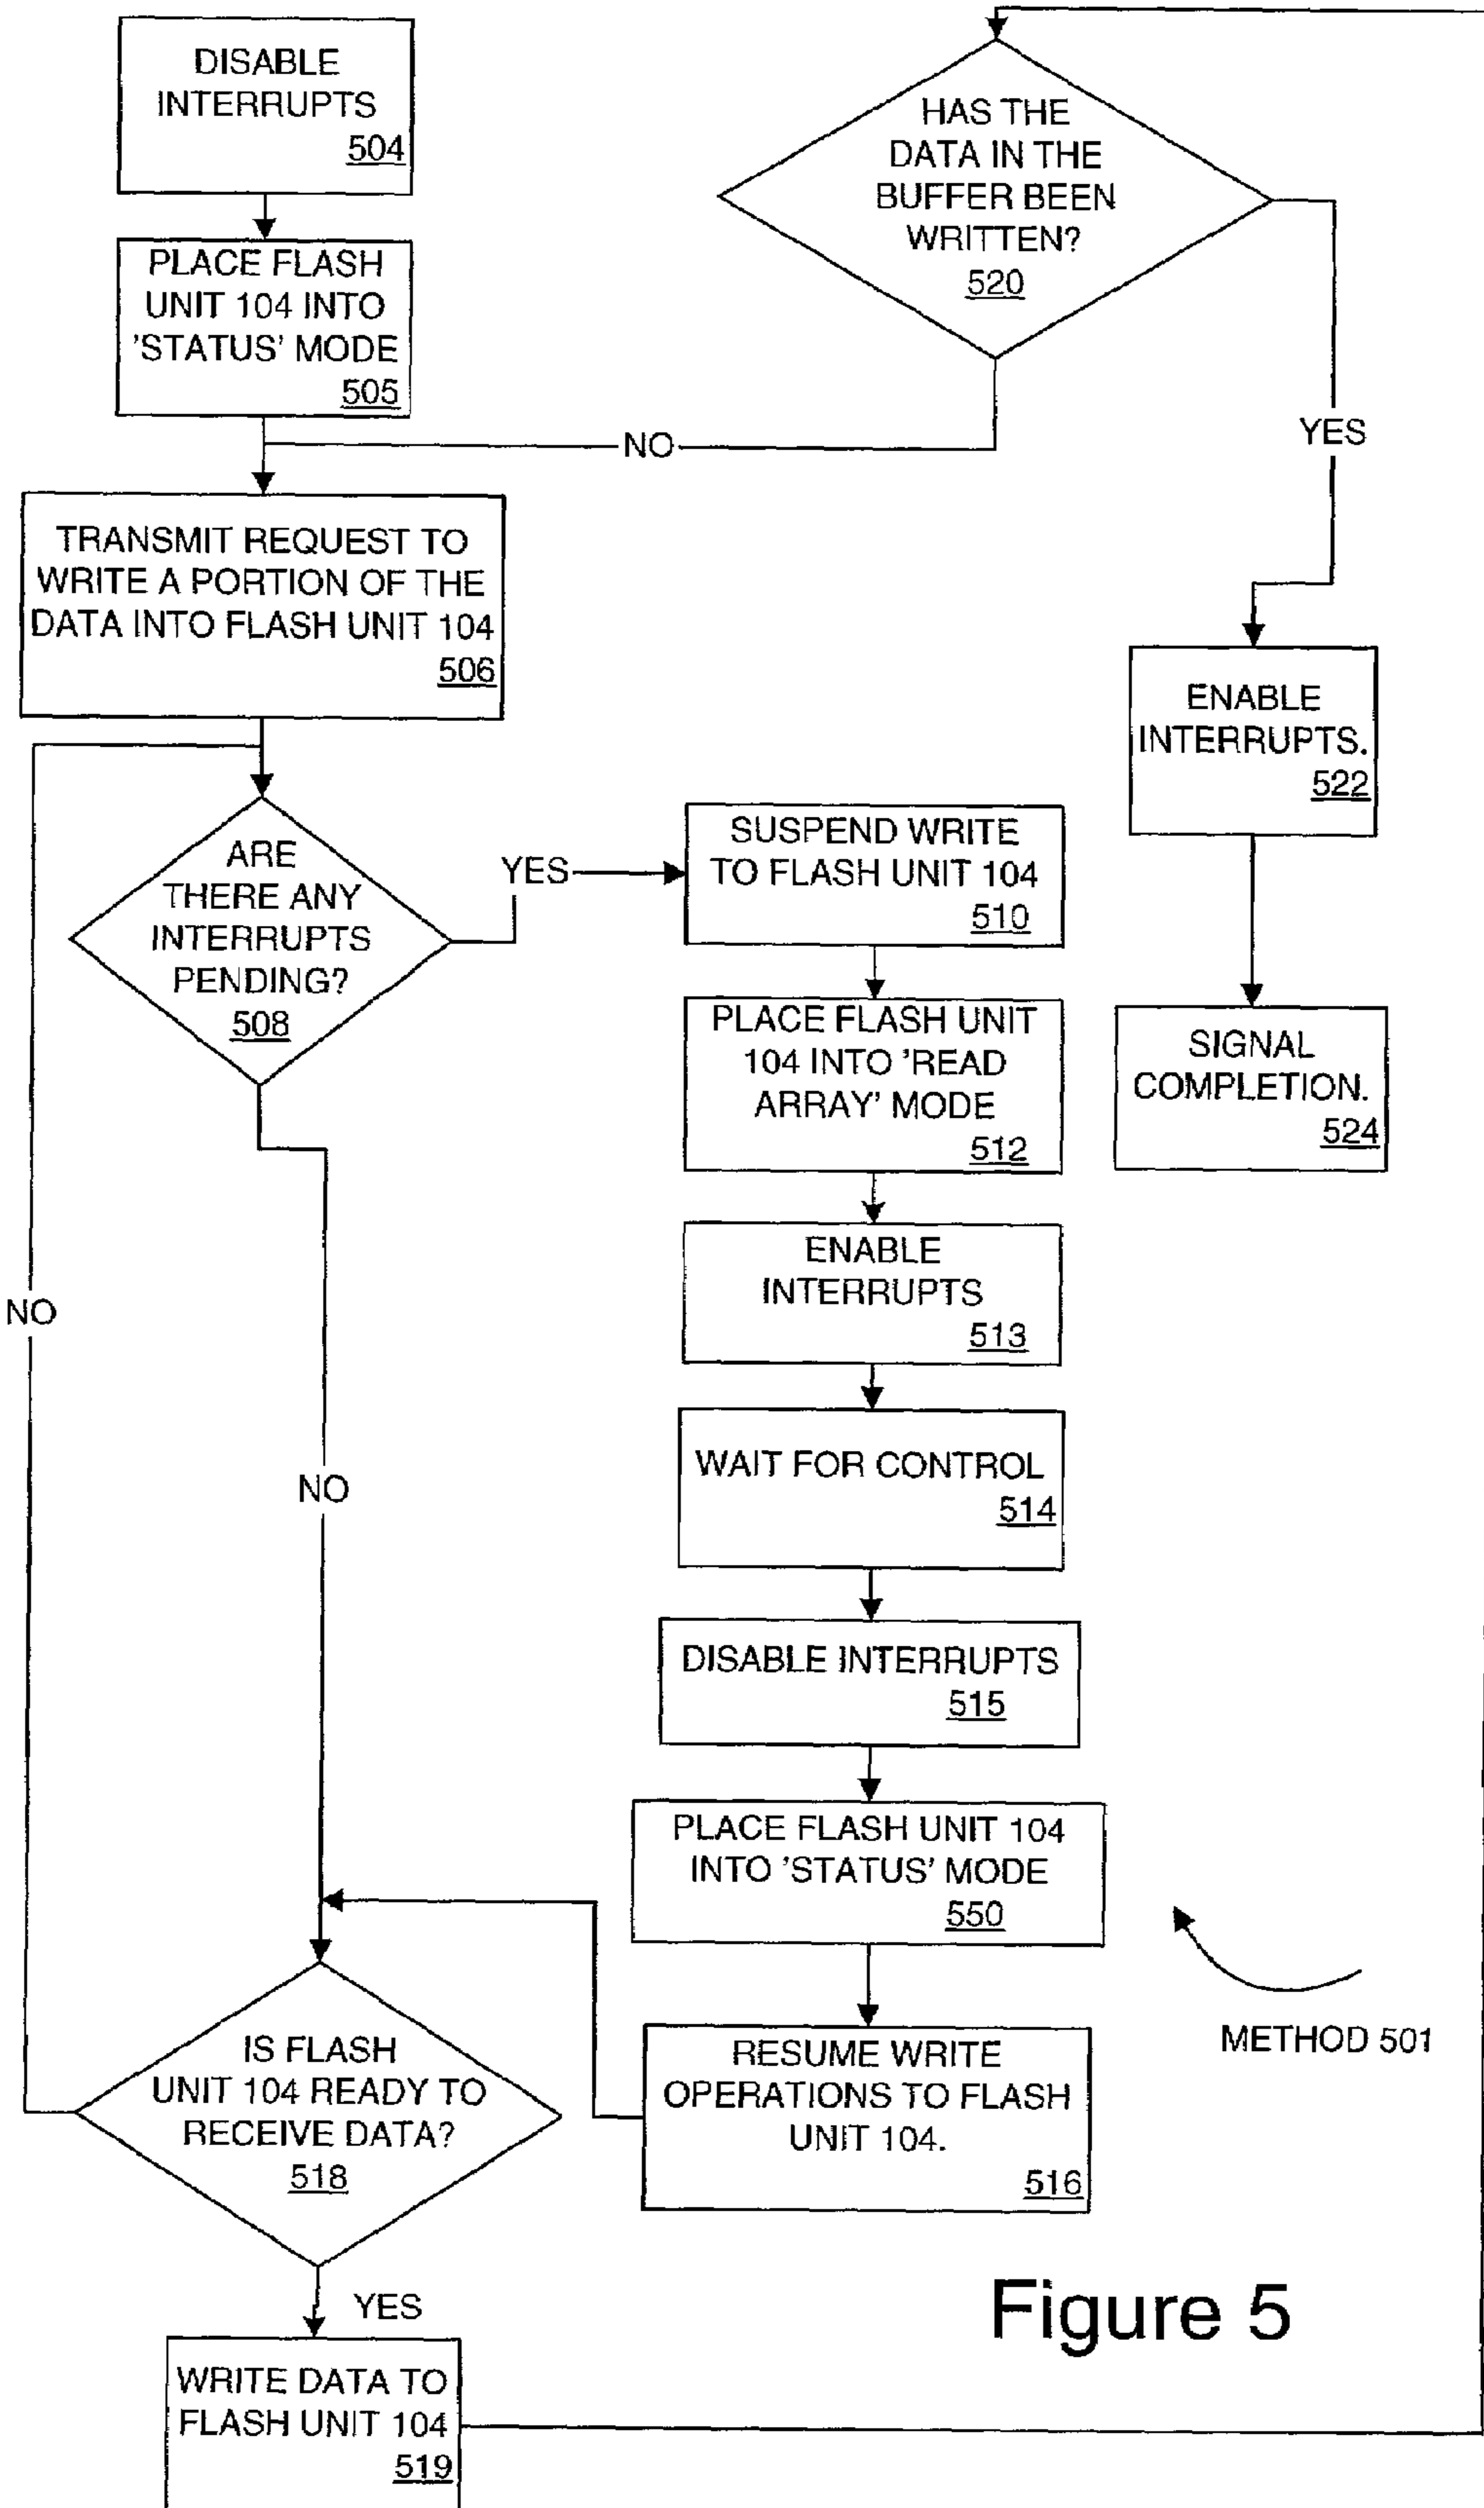 DISABLE
INTERRUPTS
504
PLACE FLASH
UNIT 104 INTO
'STATUS' MODE
505
HAS THE
DATA IN THE
BUFFER BEEN
WRITTEN?
520
NO
YES
TRANSMIT REQUEST TO
WRITE A PORTION OF THE
DATA INTO FLASH UNIT 104
506
ENABLE
INTERRUPTS.
522
ARE
THERE ANY
INTERRUPTS
PENDING?
508
YES
SUSPEND WRITE
TO FLASH UNIT 104
510
PLACE FLASH UNIT
104 INTO 'READ
ARRAY' MODE
512
SIGNAL
COMPLETION.
524
ENABLE
INTERRUPTS
513
NO
NO
WAIT FOR CONTROL
514
DISABLE INTERRUPTS
515
PLACE FLASH UNIT 104
INTO 'STATUS' MODE
550
IS FLASH
UNIT 104 READY TO
RECEIVE DATA?
518
RESUME WRITE
OPERATIONS TO FLASH
UNIT 104.
516
METHOD 501
YES
WRITE DATA TO
FLASH UNIT 104
519
Figure 5